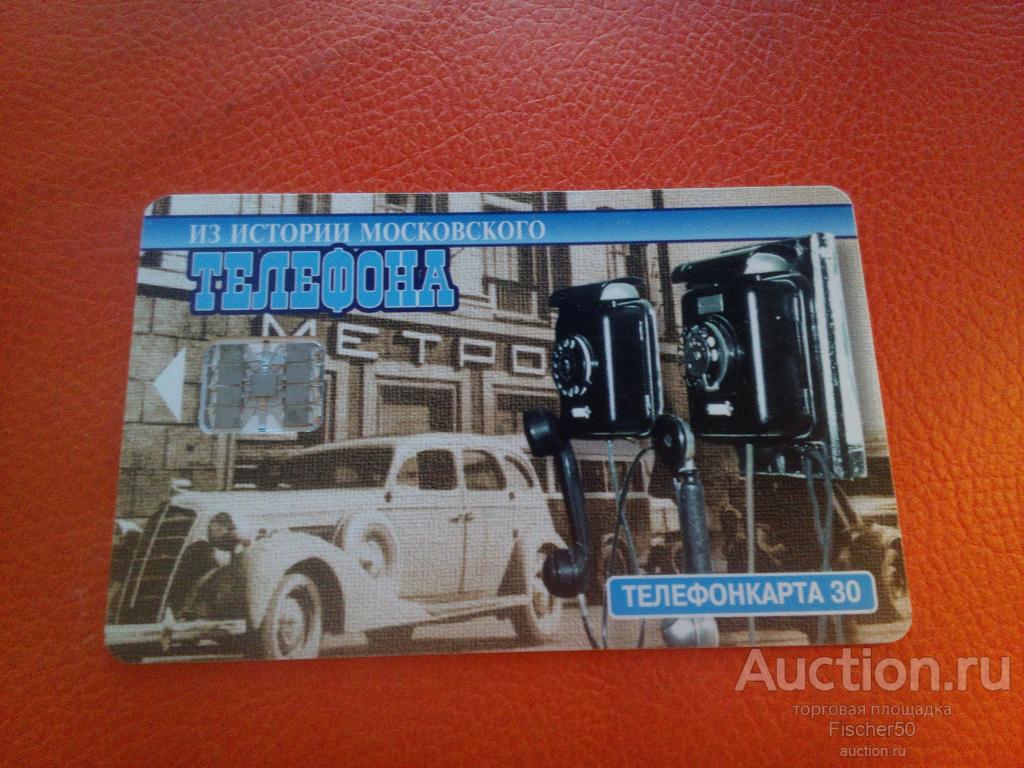 ИЗ ИСТОРИИ МОСКОВСКОГО
ТЕЛЕФОНА
МЕТРО
ТЕЛЕФОНКАРТА 30
Auction.ru
торговая площадка
Fischer50
auction.ru